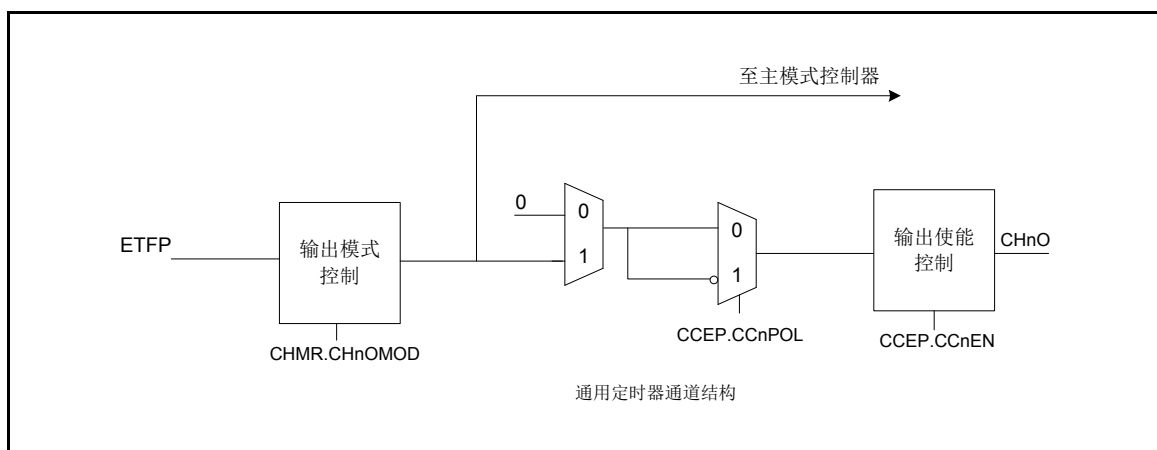 至主模式控制器
0
0
1
0
1
ETFP
输出模式
控制
输出使能
控制
CHnO
CHMR.CHnOMOD
CCEP.CCnPOL
CCEP.CCnEN
通用定时器通道结构